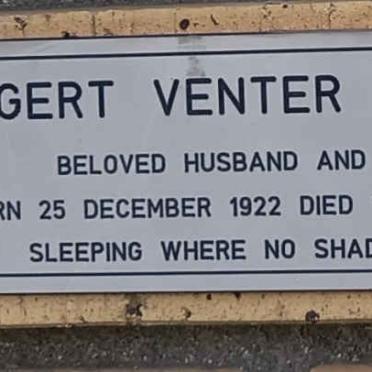 GERT VENTER
BELOVED HUSBAND AND
RN 25 DECEMBER 1922 DIED
SLEEPING WHERE NO SHAD